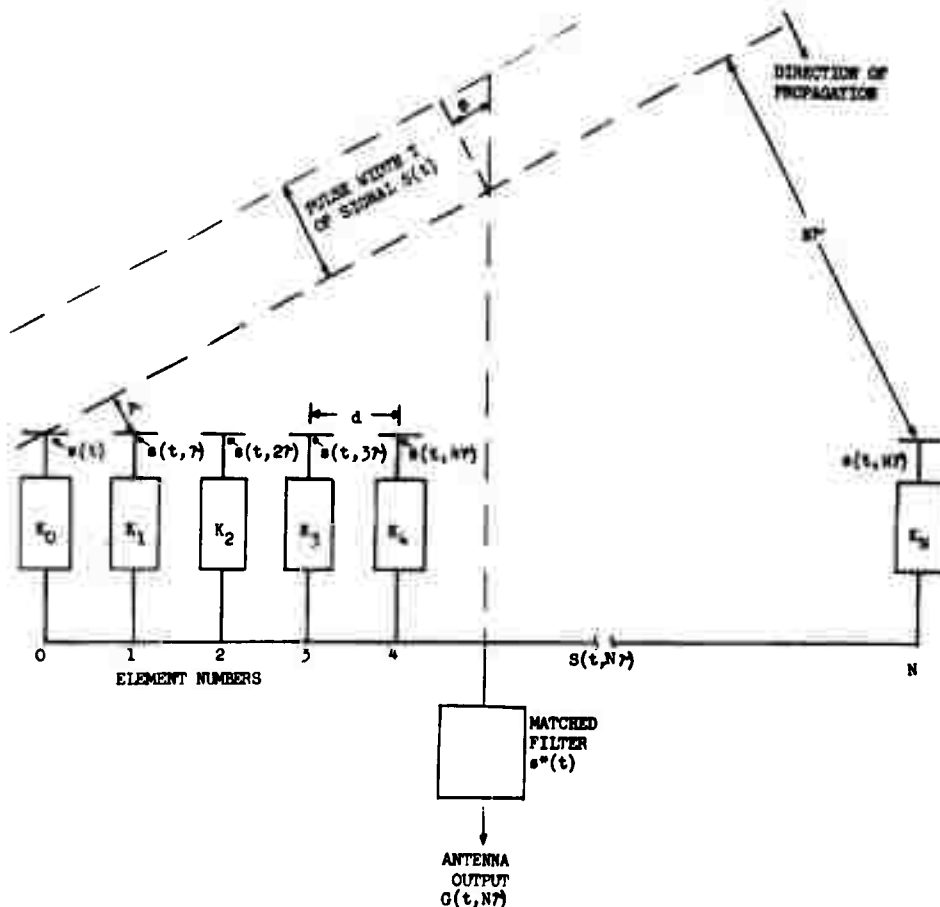 DIRECTION OF
PROPAGATION
θ
PULSE WIDTH T
OF SIGNAL S(t)
Nτ
τ
d
s(t)
s(t,τ)
s(t,2τ)
s(t,3τ)
s(t,4τ)
s(t,Nτ)
K0
K1
K2
K3
K4
KN
0
1
2
3
4
S(t,Nτ)
N
ELEMENT NUMBERS
MATCHED
FILTER
s*(t)
ANTENNA
OUTPUT
G(t,Nτ)